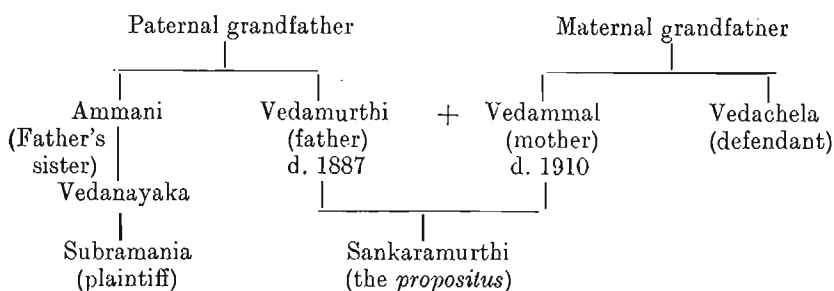 Paternal grandfather Maternal grandfather
Ammani Vedamurthi + Vedammal Vedachela
(Father's (father) (mother) (defendant)
sister) d. 1887 d. 1910
Vedanayaka
Subramania Sankaramurthi
(plaintiff) (the propositus)